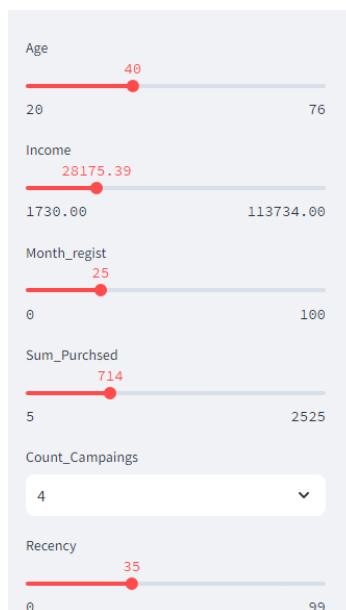 Age
40
20 76
Income
28175.39
1730.00 113734.00
Month_regist
25
0 100
Sum_Purchsed
714
5 2525
Count_Campaings
4
Recency
35
0 99